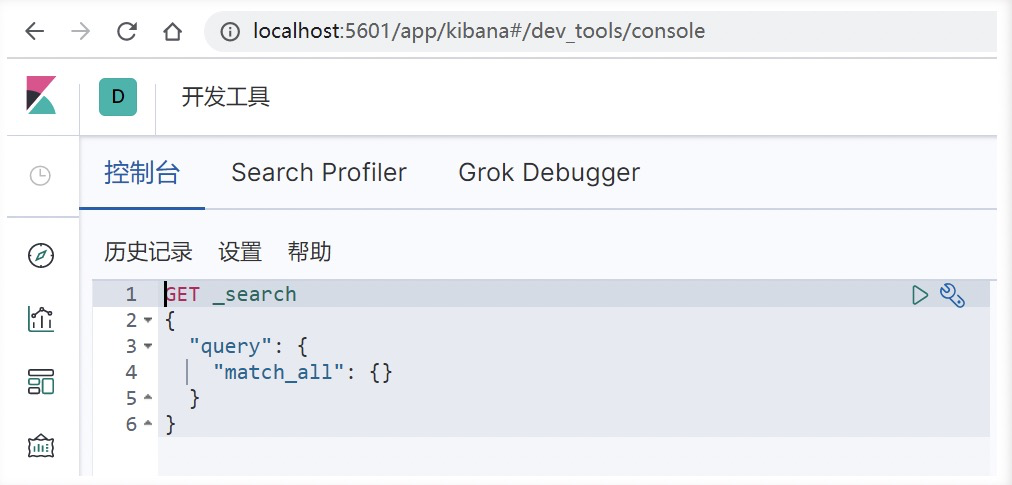 localhost:5601/app/kibana#/dev_tools/console
D 开发工具
控制台 Search Profiler Grok Debugger
历史记录 设置 帮助
1 GET _search
2 {
3 "query": {
4 "match_all": {}
5 }
6 }